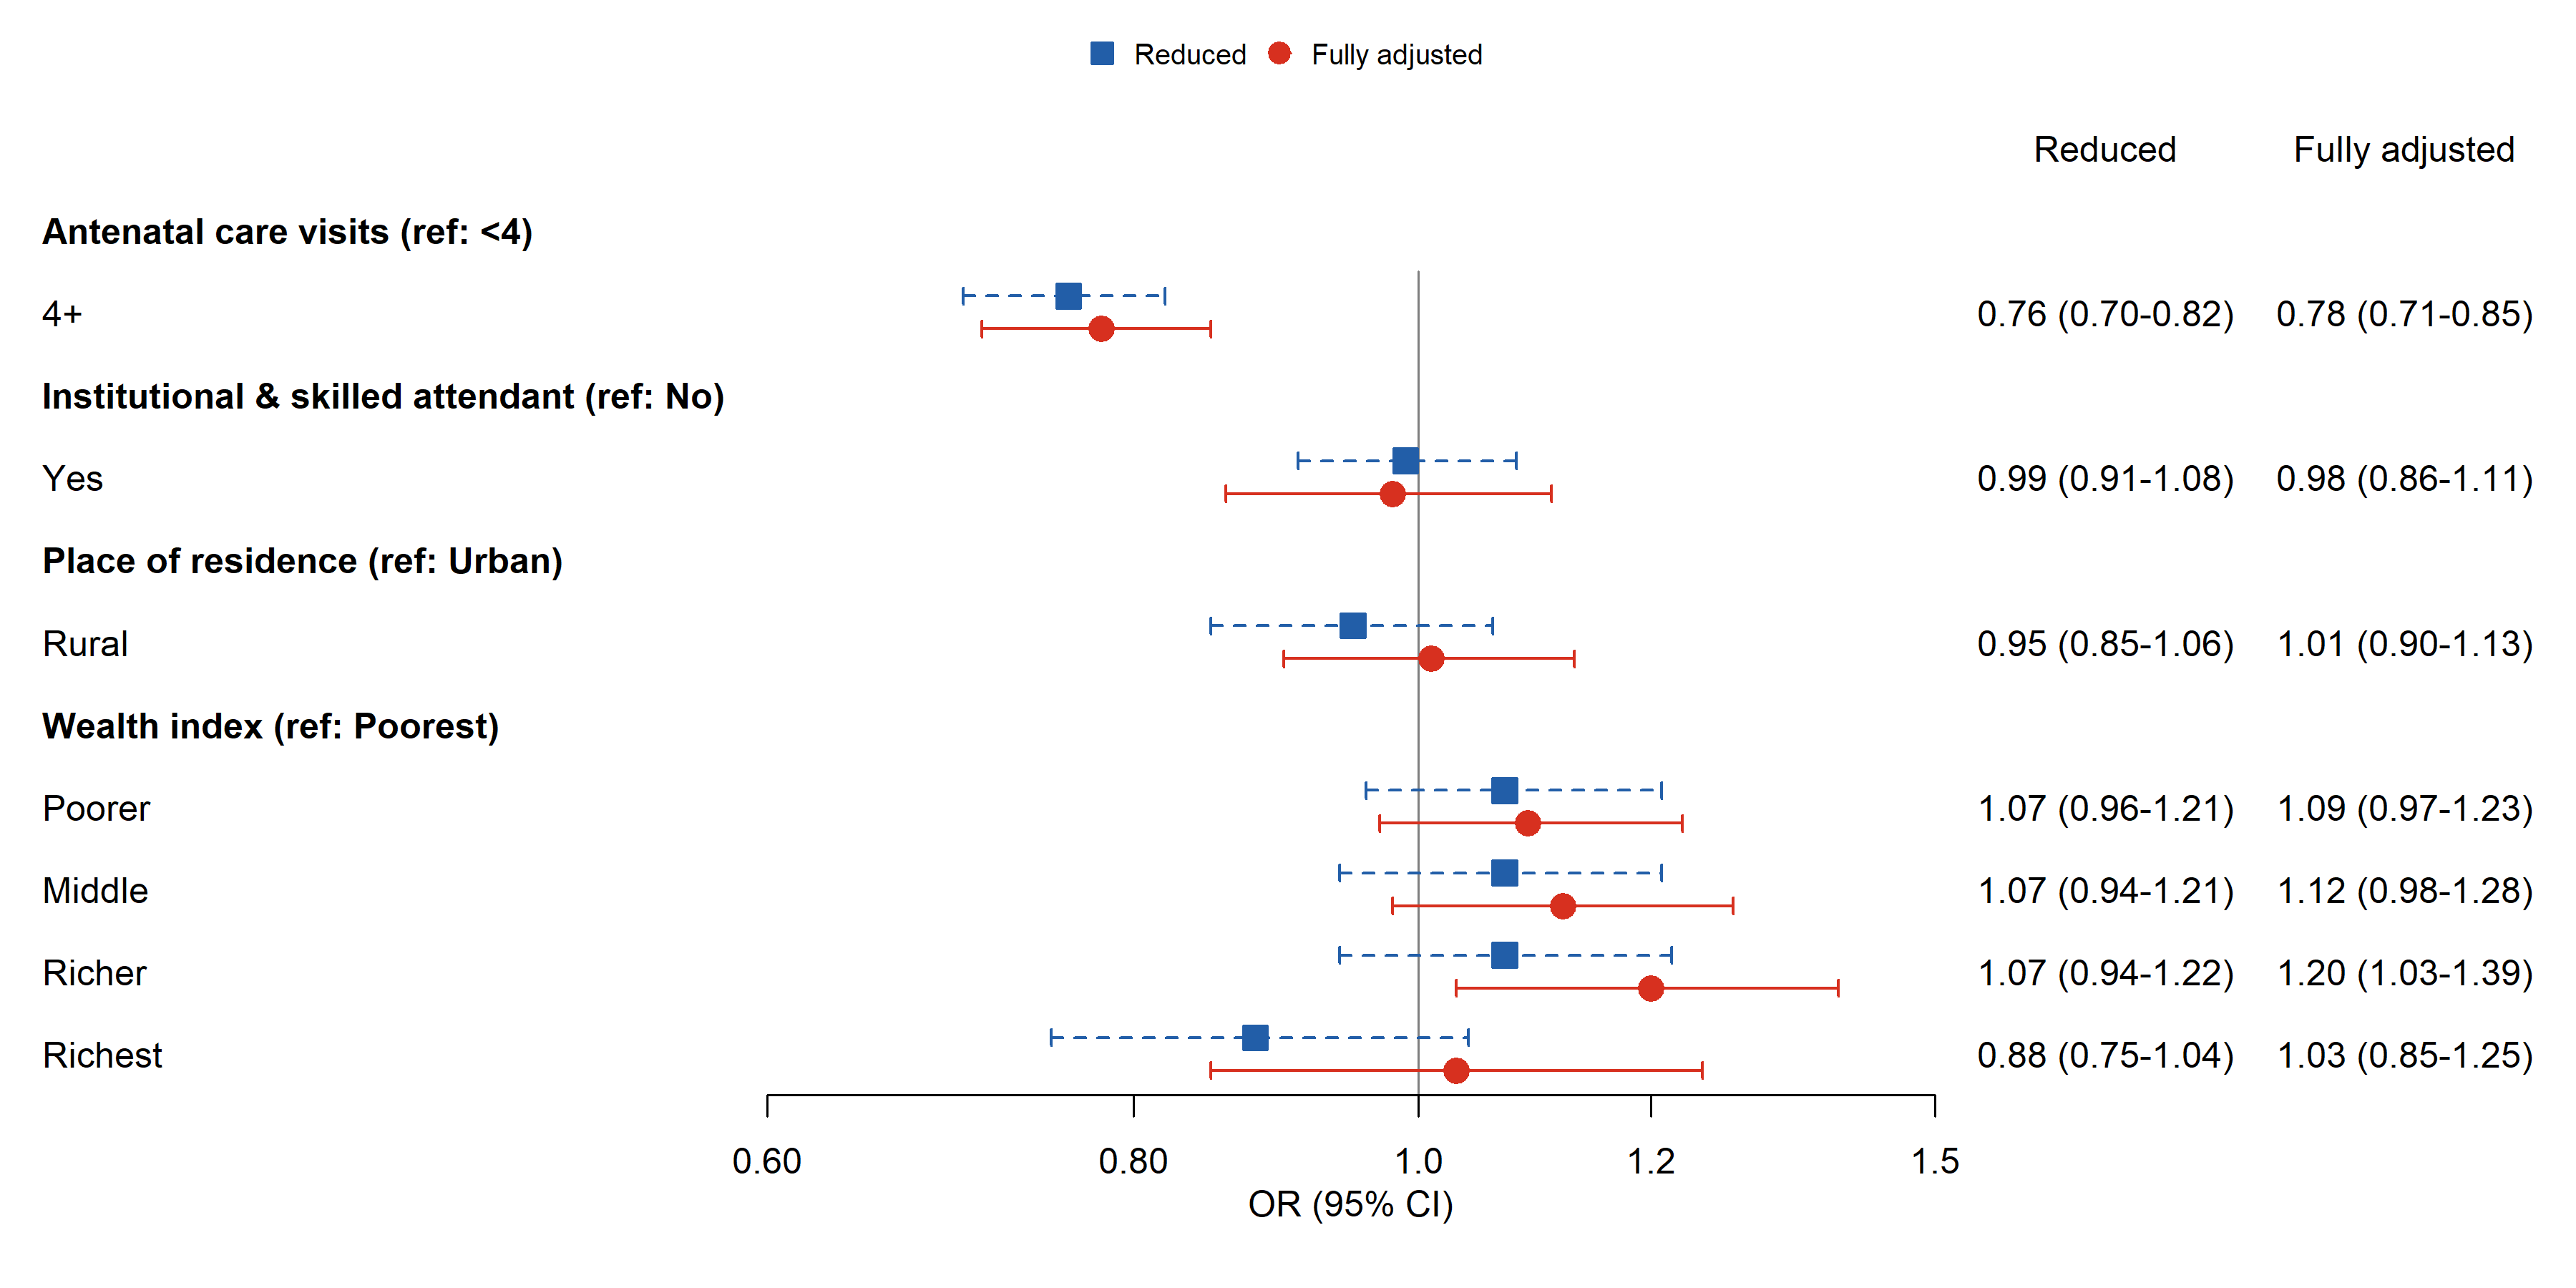 Reduced Fully adjusted
Reduced Fully adjusted
Antenatal care visits (ref: <4)
4+ 0.76 (0.70-0.82) 0.78 (0.71-0.85)
Institutional & skilled attendant (ref: No)
Yes 0.99 (0.91-1.08) 0.98 (0.86-1.11)
Place of residence (ref: Urban)
Rural 0.95 (0.85-1.06) 1.01 (0.90-1.13)
Wealth index (ref: Poorest)
Poorer 1.07 (0.96-1.21) 1.09 (0.97-1.23)
Middle 1.07 (0.94-1.21) 1.12 (0.98-1.28)
Richer 1.07 (0.94-1.22) 1.20 (1.03-1.39)
Richest 0.88 (0.75-1.04) 1.03 (0.85-1.25)
0.60 0.80 1.0 1.2 1.5
OR (95% CI)